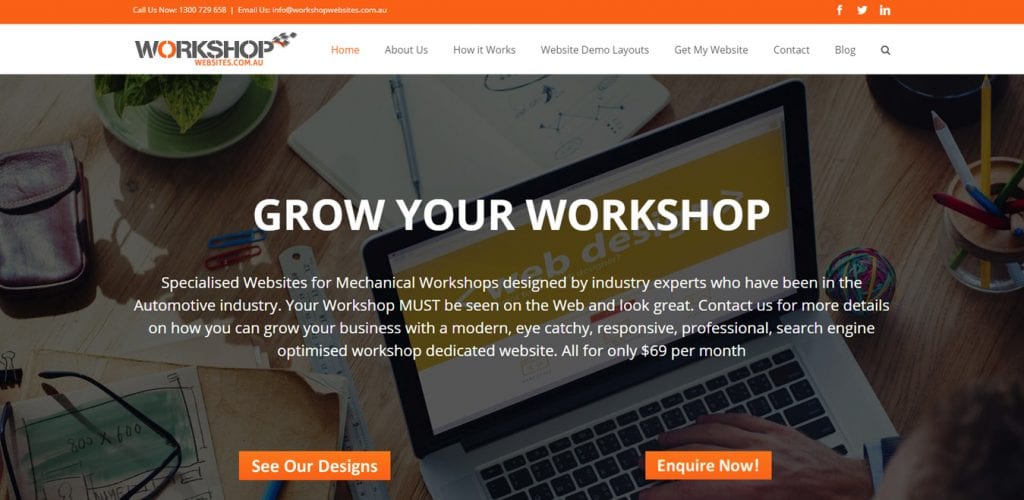 Call Us Now: 1300 729 658 | Email Us: info@workshopwebsites.com.au
WORKSHOP
WEBSITES.COM.AU
Home About Us How it Works Website Demo Layouts Get My Website Contact Blog
web design?
GROW YOUR WORKSHOP
Specialised Websites for Mechanical Workshops designed by industry experts who have been in the
Automotive industry. Your Workshop MUST be seen on the Web and look great. Contact us for more details
on how you can grow your business with a modern, eye catchy, responsive, professional, search engine
optimised workshop dedicated website. All for only $69 per month
800 x 600
See Our Designs Enquire Now!